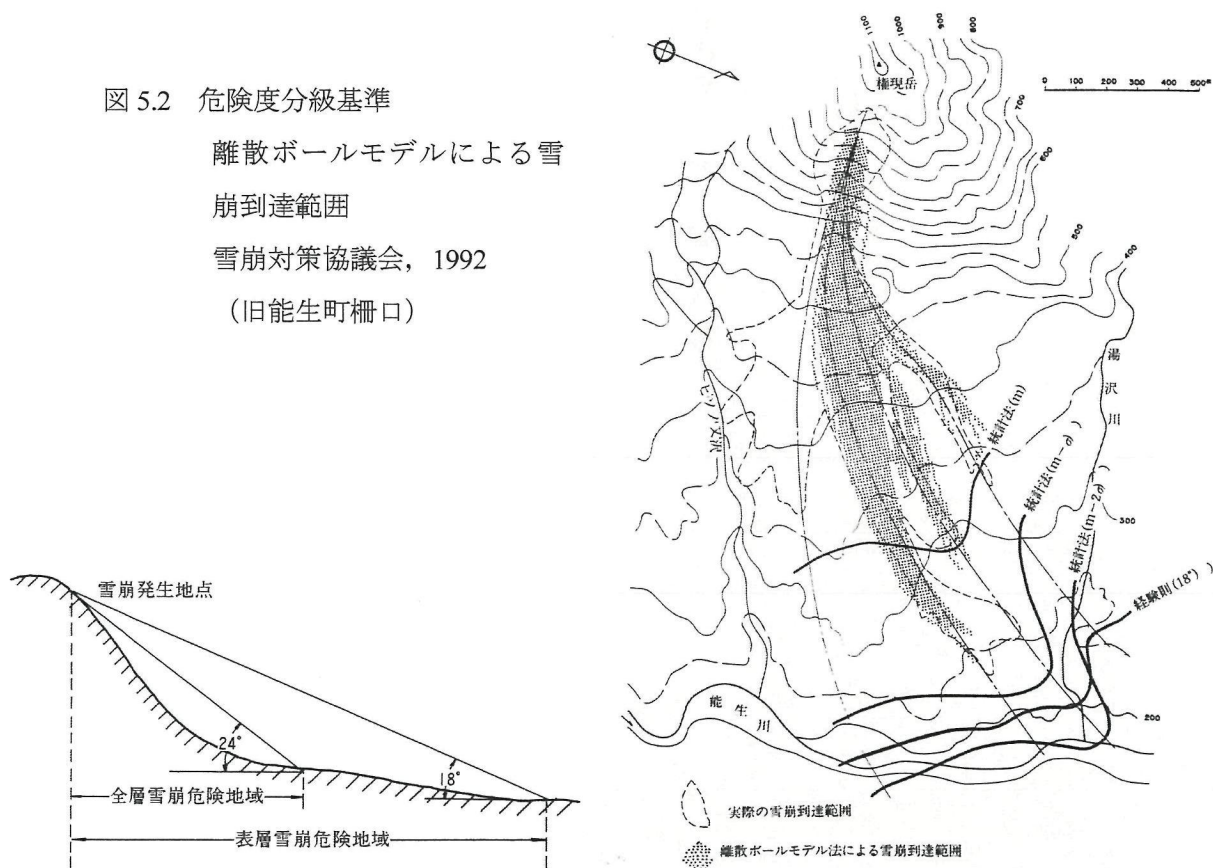 図 5.2 危険度分級基準
離散ボールモデルによる雪
崩到達範囲
雪崩対策協議会, 1992
(旧能生町柵口)
雪崩発生地点
24°
18°
全層雪崩危険地域
表層雪崩危険地域
1100
1000
900
800
権現岳
0 100 200 300 400 500m
700
600
500
400
湯沢川
統計法(m)
統計法(m-∂)
統計法(m-2∂)
経験則(18°)
300
200
能生川
実際の雪崩到達範囲
離散ボールモデル法による雪崩到達範囲